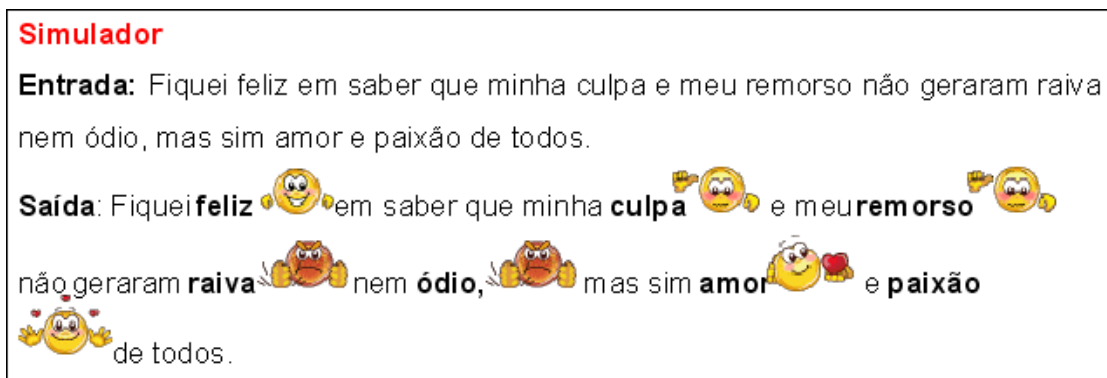 Simulador
Entrada: Fiquei feliz em saber que minha culpa e meu remorso não geraram raiva
nem ódio, mas sim amor e paixão de todos.
Saída: Fiquei feliz em saber que minha culpa e meu remorso
não geraram raiva nem ódio, mas sim amor e paixão
de todos.